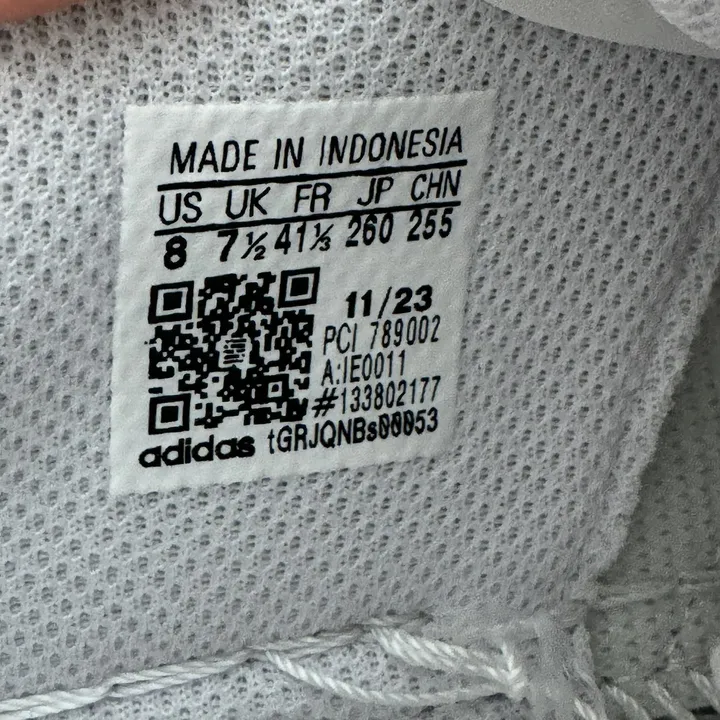 MADE IN INDONESIA
US UK FR JP CHN
8 7½ 41⅓ 260 255
11/23
PCI 789002
A:IE0011
#133802177
adidas tGRJQNBs00053